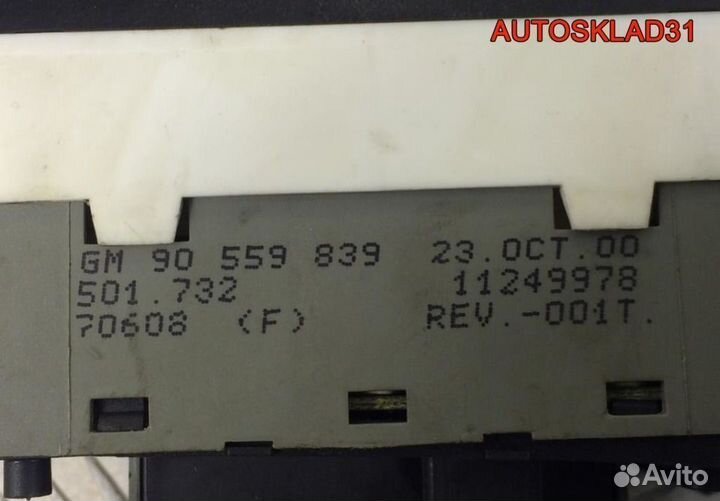 AUTOSKLAD31
GM 90 559 839 23.OCT.00
501.732 11249978
70608 (F) REV.-001T.
Avito